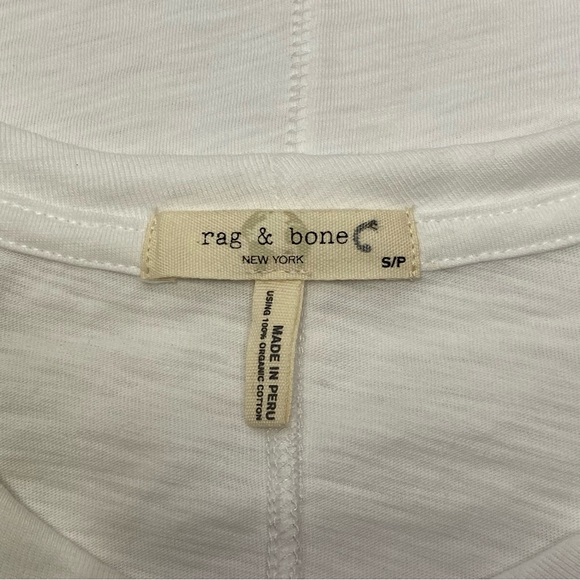 rag & bone C
NEW YORK
S/P
MADE IN PERU
USING 100% ORGANIC COTTON